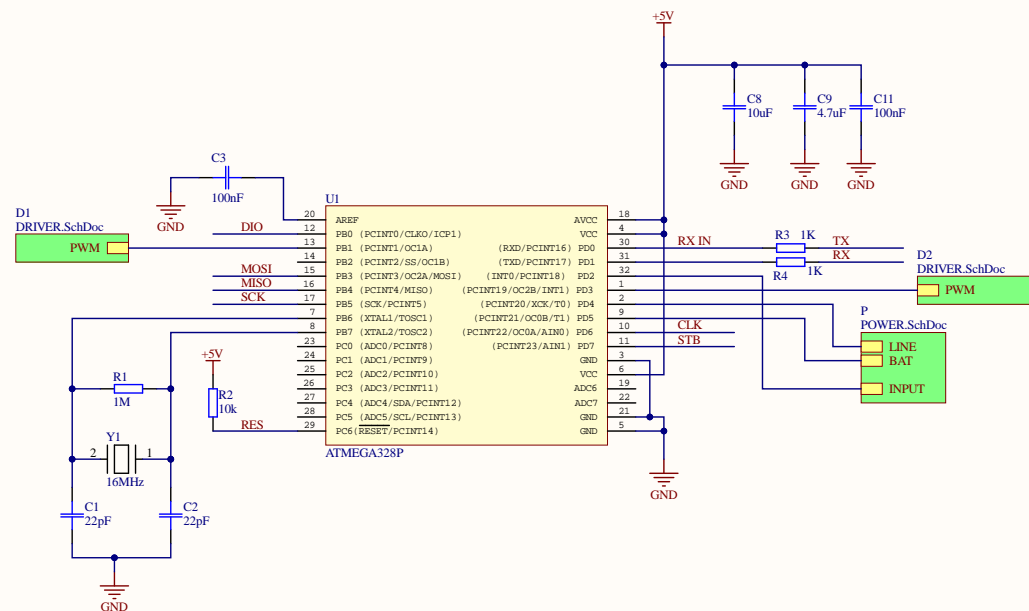 +5V
C8
10uF
C9
4.7uF
C11
100nF
GND
GND
GND
C3
100nF
GND
D1
DRIVER.SchDoc
PWM
U1
20 AREF
12 PB0 (PCINT0/CLKO/ICP1)
13 PB1 (PCINT1/OC1A)
14 PB2 (PCINT2/SS/OC1B)
15 PB3 (PCINT3/OC2A/MOSI)
16 PB4 (PCINT4/MISO)
17 PB5 (SCK/PCINT5)
7 PB6 (XTAL1/TOSC1)
8 PB7 (XTAL2/TOSC2)
23 PC0 (ADC0/PCINT8)
24 PC1 (ADC1/PCINT9)
25 PC2 (ADC2/PCINT10)
26 PC3 (ADC3/PCINT11)
27 PC4 (ADC4/SDA/PCINT12)
28 PC5 (ADC5/SCL/PCINT13)
29 PC6(RESET/PCINT14)
AVCC 18
VCC 4
(RXD/PCINT16) PD0 30
(TXD/PCINT17) PD1 31
(INT0/PCINT18) PD2 32
(PCINT19/OC2B/INT1) PD3 1
(PCINT20/XCK/T0) PD4 2
(PCINT21/OC0B/T1) PD5 9
(PCINT22/OC0A/AIN0) PD6 10
(PCINT23/AIN1) PD7 11
GND 3
VCC 6
ADC6 19
ADC7 22
GND 21
GND 5
ATMEGA328P
DIO
MOSI
MISO
SCK
RES
+5V
R2
10k
R1
1M
Y1
2 1
16MHz
C1
22pF
C2
22pF
GND
RX IN
R3 1K
TX
RX
R4 1K
D2
DRIVER.SchDoc
PWM
CLK
STB
P
POWER.SchDoc
LINE
BAT
INPUT
GND